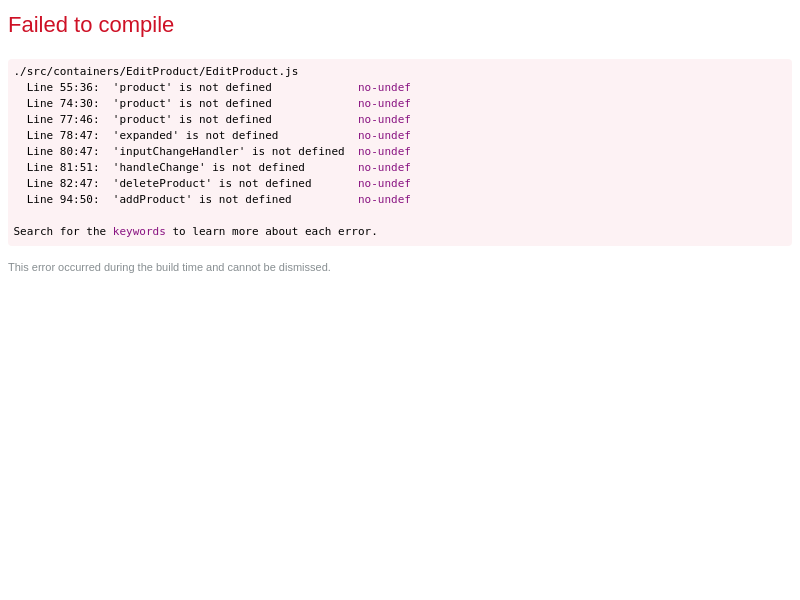 Failed to compile
./src/containers/EditProduct/EditProduct.js
  Line 55:36:  'product' is not defined             no-undef
  Line 74:30:  'product' is not defined             no-undef
  Line 77:46:  'product' is not defined             no-undef
  Line 78:47:  'expanded' is not defined            no-undef
  Line 80:47:  'inputChangeHandler' is not defined  no-undef
  Line 81:51:  'handleChange' is not defined        no-undef
  Line 82:47:  'deleteProduct' is not defined       no-undef
  Line 94:50:  'addProduct' is not defined          no-undef
Search for the keywords to learn more about each error.
This error occurred during the build time and cannot be dismissed.